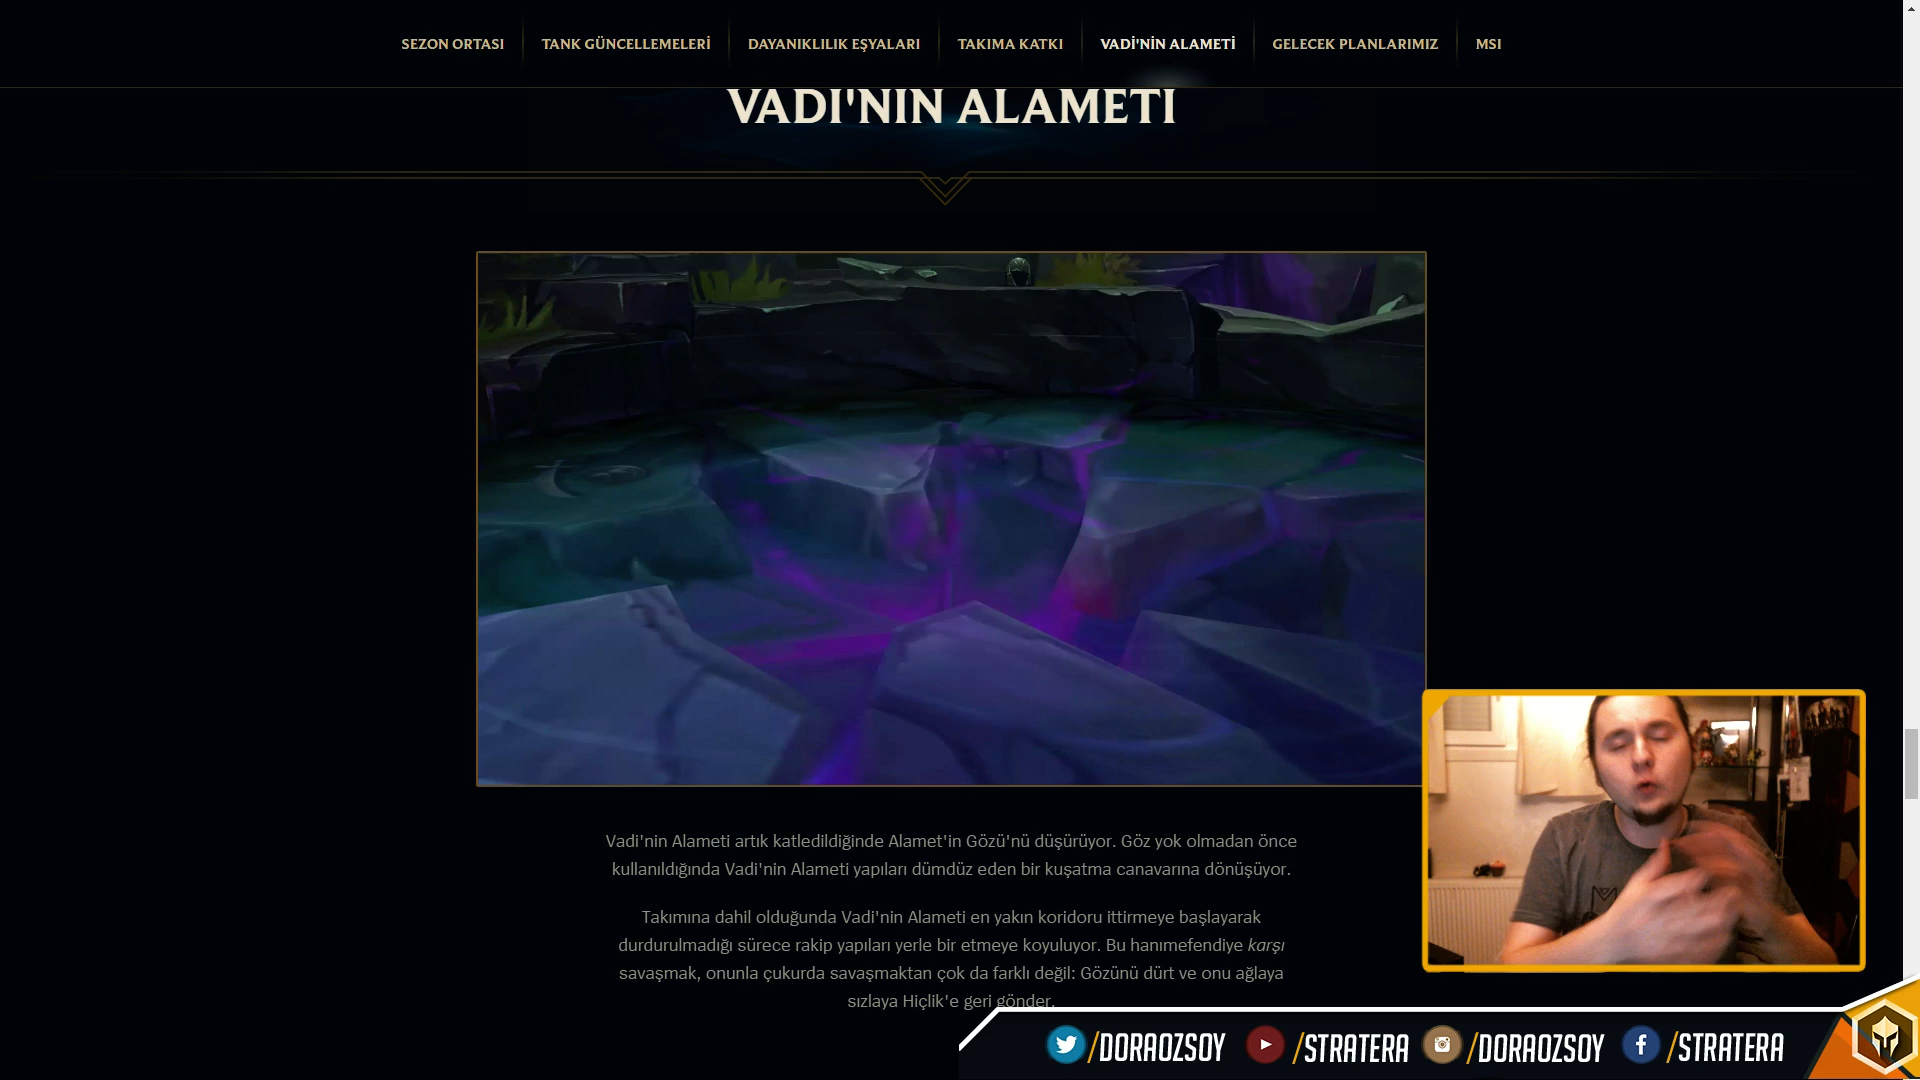 SEZON ORTASI
TANK GÜNCELLEMELERİ
DAYANIKLILIK EŞYALARI
TAKIMA KATKI
VADİ'NİN ALAMETİ
GELECEK PLANLARIMIZ
MSI
VADİ'NİN ALAMETİ
Vadi'nin Alameti artık katledildiğinde Alamet'in Gözü'nü düşürüyor. Göz yok olmadan önce
kullanıldığında Vadi'nin Alameti yapıları dümdüz eden bir kuşatma canavarına dönüşüyor.
Takımına dahil olduğunda Vadi'nin Alameti en yakın koridoru ittirmeye başlayarak
durdurulmadığı sürece rakip yapıları yerle bir etmeye koyuluyor. Bu hanımefendiye karşı
savaşmak, onunla çukurda savaşmaktan çok da farklı değil: Gözünü dürt ve onu ağlaya
sızlaya Hiçlik'e geri gönder.
/DORAOZSOY
/STRATERA
/DORAOZSOY
/STRATERA